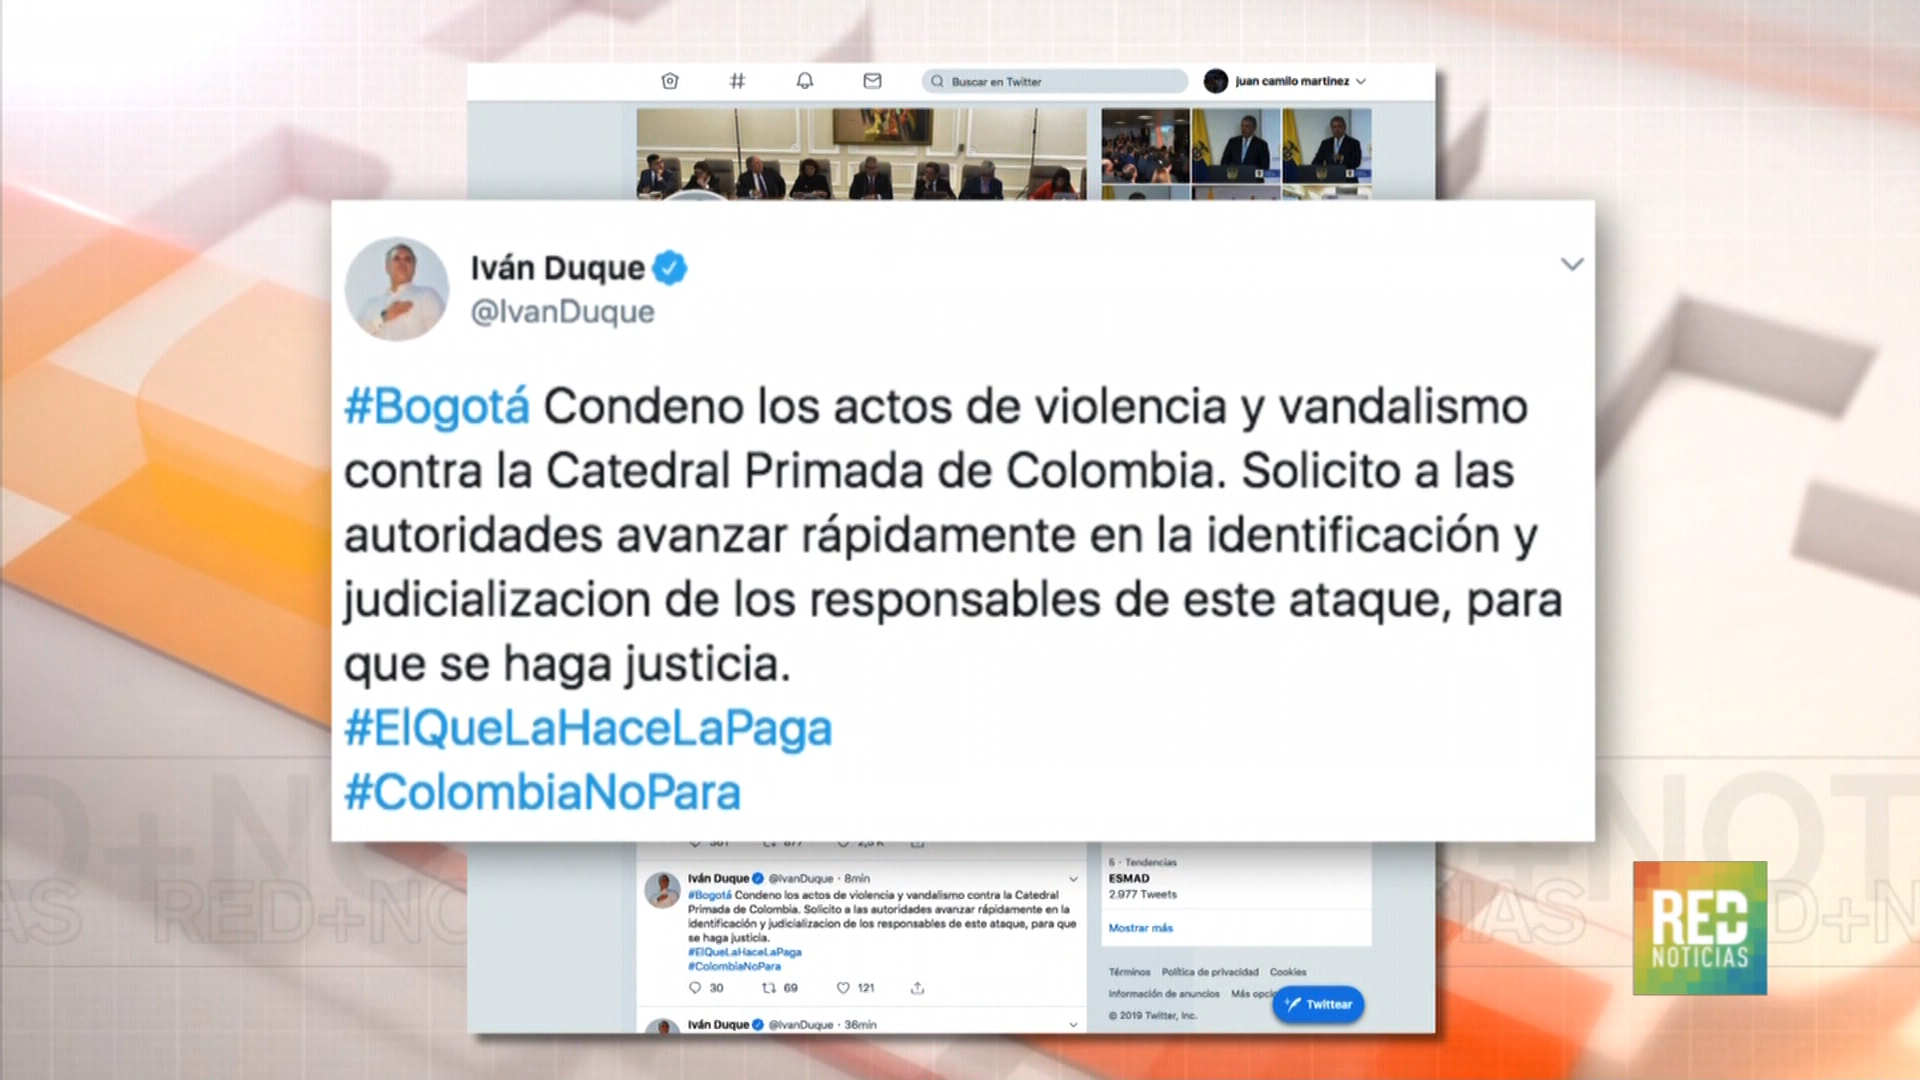 Buscar en Twitter
juan camilo martinez
Iván Duque
@IvanDuque
#Bogotá Condeno los actos de violencia y vandalismo
contra la Catedral Primada de Colombia. Solicito a las
autoridades avanzar rápidamente en la identificación y
judicializacion de los responsables de este ataque, para
que se haga justicia.
#ElQueLaHaceLaPaga
#ColombiaNoPara
Iván Duque @IvanDuque · 8min
#Bogotá Condeno los actos de violencia y vandalismo contra la Catedral
Primada de Colombia. Solicito a las autoridades avanzar rápidamente en la
identificación y judicializacion de los responsables de este ataque, para que
se haga justicia.
#ElQueLaHaceLaPaga
#ColombiaNoPara
30 69 121
Iván Duque @IvanDuque · 36min
6 · Tendencias
ESMAD
2.977 Tweets
Mostrar más
Términos Política de privacidad Cookies
Información de anuncios Más
© 2019 Twitter, Inc.
Twittear
RED+
NOTICIAS
RED+NO